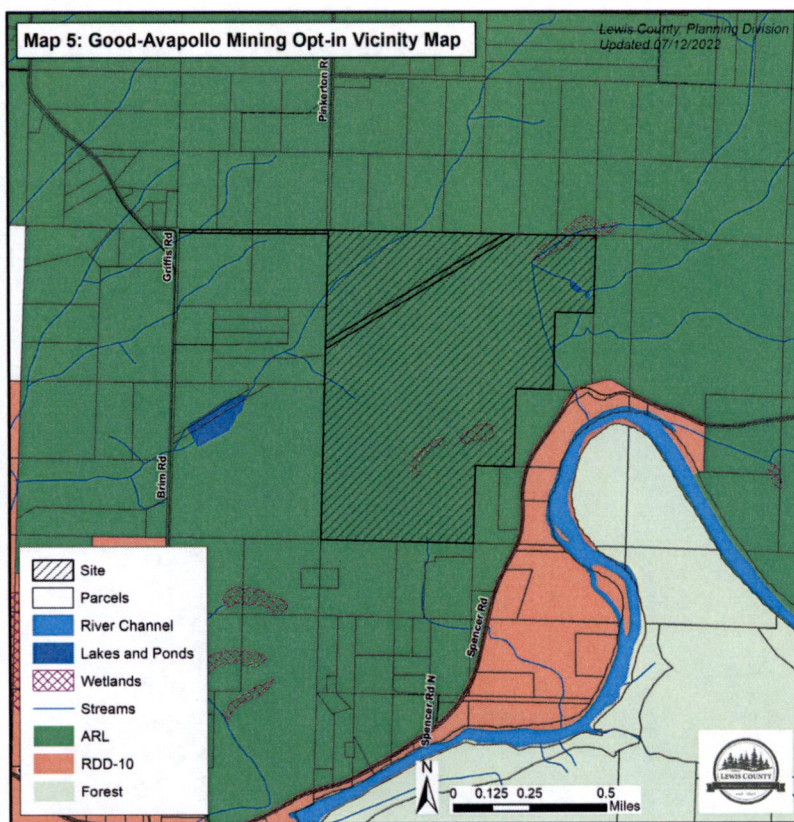 Map 5: Good-Avapollo Mining Opt-in Vicinity Map
Lewis County, Planning Division
Updated 07/12/2022
Pinkerton Rd
Griffis Rd
Brim Rd
Spencer Rd
Spencer Rd N
Site
Parcels
River Channel
Lakes and Ponds
Wetlands
Streams
ARL
RDD-10
Forest
N
0 0.125 0.25 0.5
Miles
LEWIS COUNTY